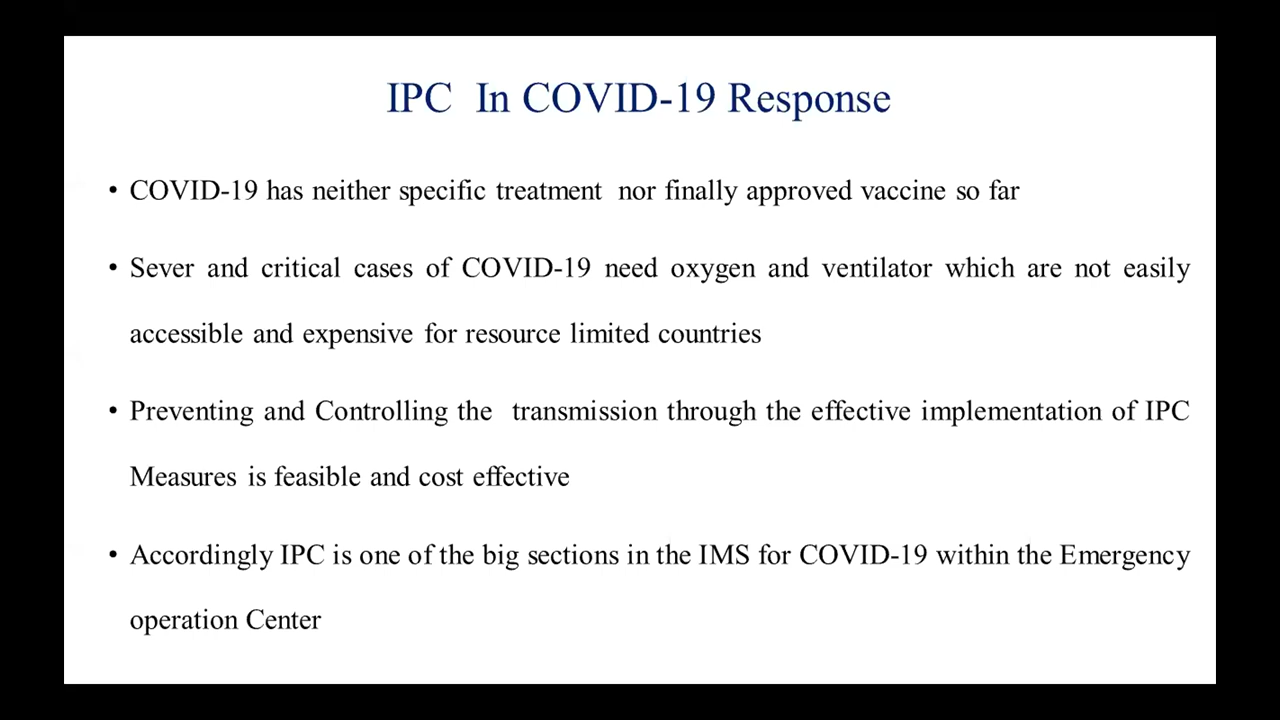 IPC In COVID-19 Response
• COVID-19 has neither specific treatment nor finally approved vaccine so far
• Sever and critical cases of COVID-19 need oxygen and ventilator which are not easily
accessible and expensive for resource limited countries
• Preventing and Controlling the transmission through the effective implementation of IPC
Measures is feasible and cost effective
• Accordingly IPC is one of the big sections in the IMS for COVID-19 within the Emergency
operation Center